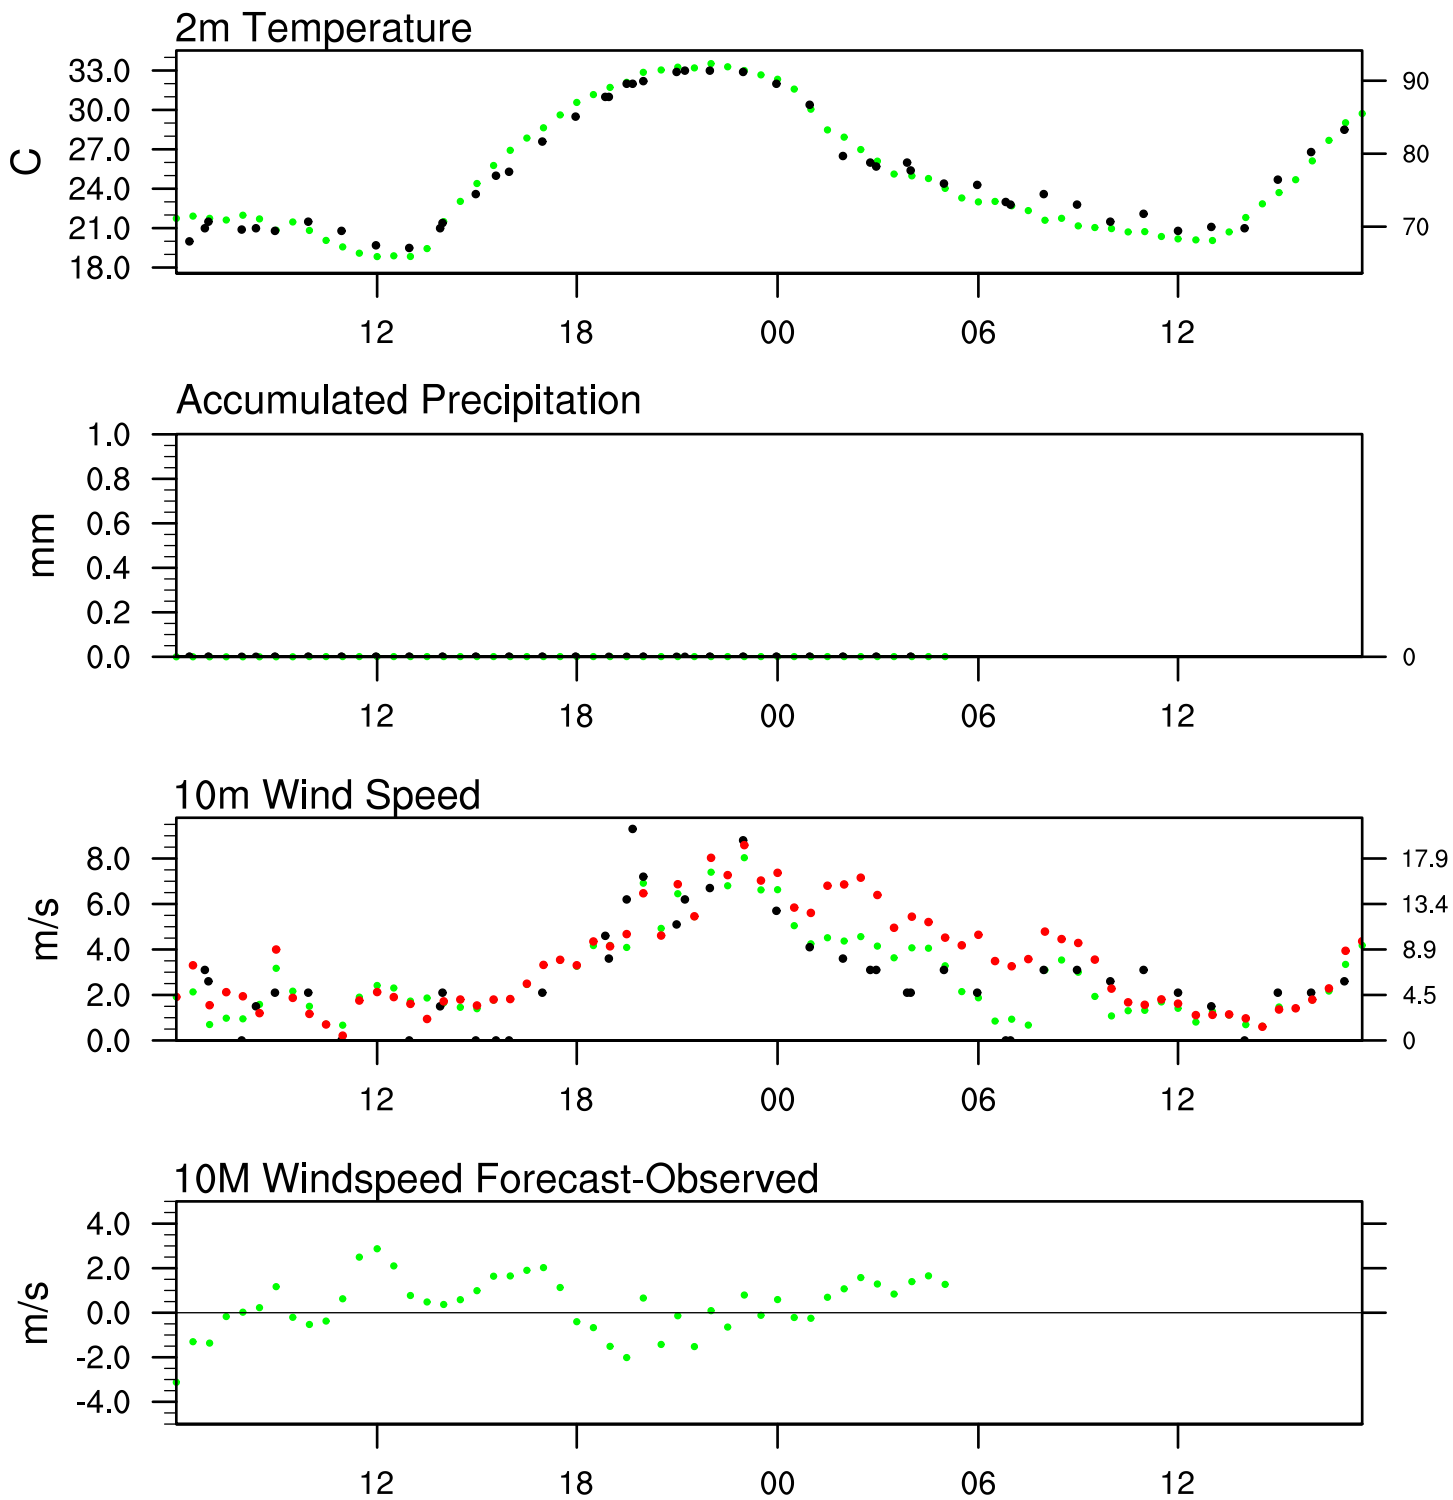 2m Temperature
33.0
30.0
27.0
24.0
21.0
18.0
C
90
80
70
12 18 00 06 12
Accumulated Precipitation
1.0
0.8
0.6
0.4
0.2
0.0
mm
0
12 18 00 06 12
10m Wind Speed
8.0
6.0
4.0
2.0
0.0
m/s
17.9
13.4
8.9
4.5
0
12 18 00 06 12
10M Windspeed Forecast-Observed
4.0
2.0
0.0
-2.0
-4.0
m/s
12 18 00 06 12